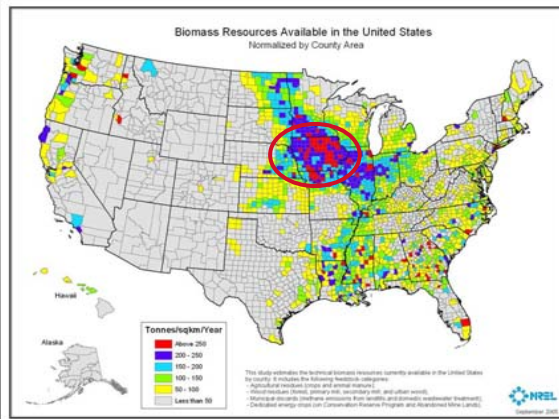 Biomass Resources Available in the United States
Normalized by County Area
Hawaii
Alaska
Tonnes/sqkm/Year
Above 250
200 - 250
150 - 200
100 - 150
50 - 100
Less than 50
This study estimates the technical biomass resources currently available in the United States
by county. It includes the following feedstock categories:
- Agricultural residues (crops and animal manure);
- Wood residues (forest, primary mill, secondary mill, and urban wood);
- Municipal discards (methane emissions from landfills and domestic wastewater treatment);
- Dedicated energy crops (on Conservation Reserve Program and Abandoned Mine Lands).
NREL
September 2005